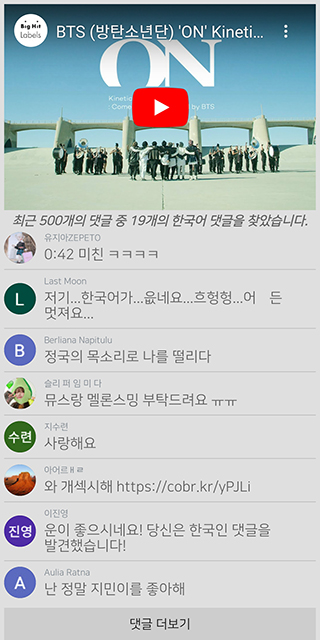 Big Hit
Labels
BTS (방탄소년단) 'ON' Kineti...
ON
by BTS
최근 500개의 댓글 중 19개의 한국어 댓글을 찾았습니다.
유지아ZEPETO
0:42 미친 ㅋㅋㅋㅋ
L
Last Moon
저기...한국어가...읎네요...흐헝헝...어 든
멋져요...
B
Berliana Napitulu
정국의 목소리로 나를 떨리다
슬리 퍼 임 미 다
뮤스랑 멜론스밍 부탁드려요 ㅠㅠ
수련
지수련
사랑해요
와 개섹시해 https://cobr.kr/yPJLi
진영
이진영
운이 좋으시네요! 당신은 한국인 댓글을
발견했습니다!
A
Aulia Ratna
난 정말 지민이를 좋아해
댓글 더보기